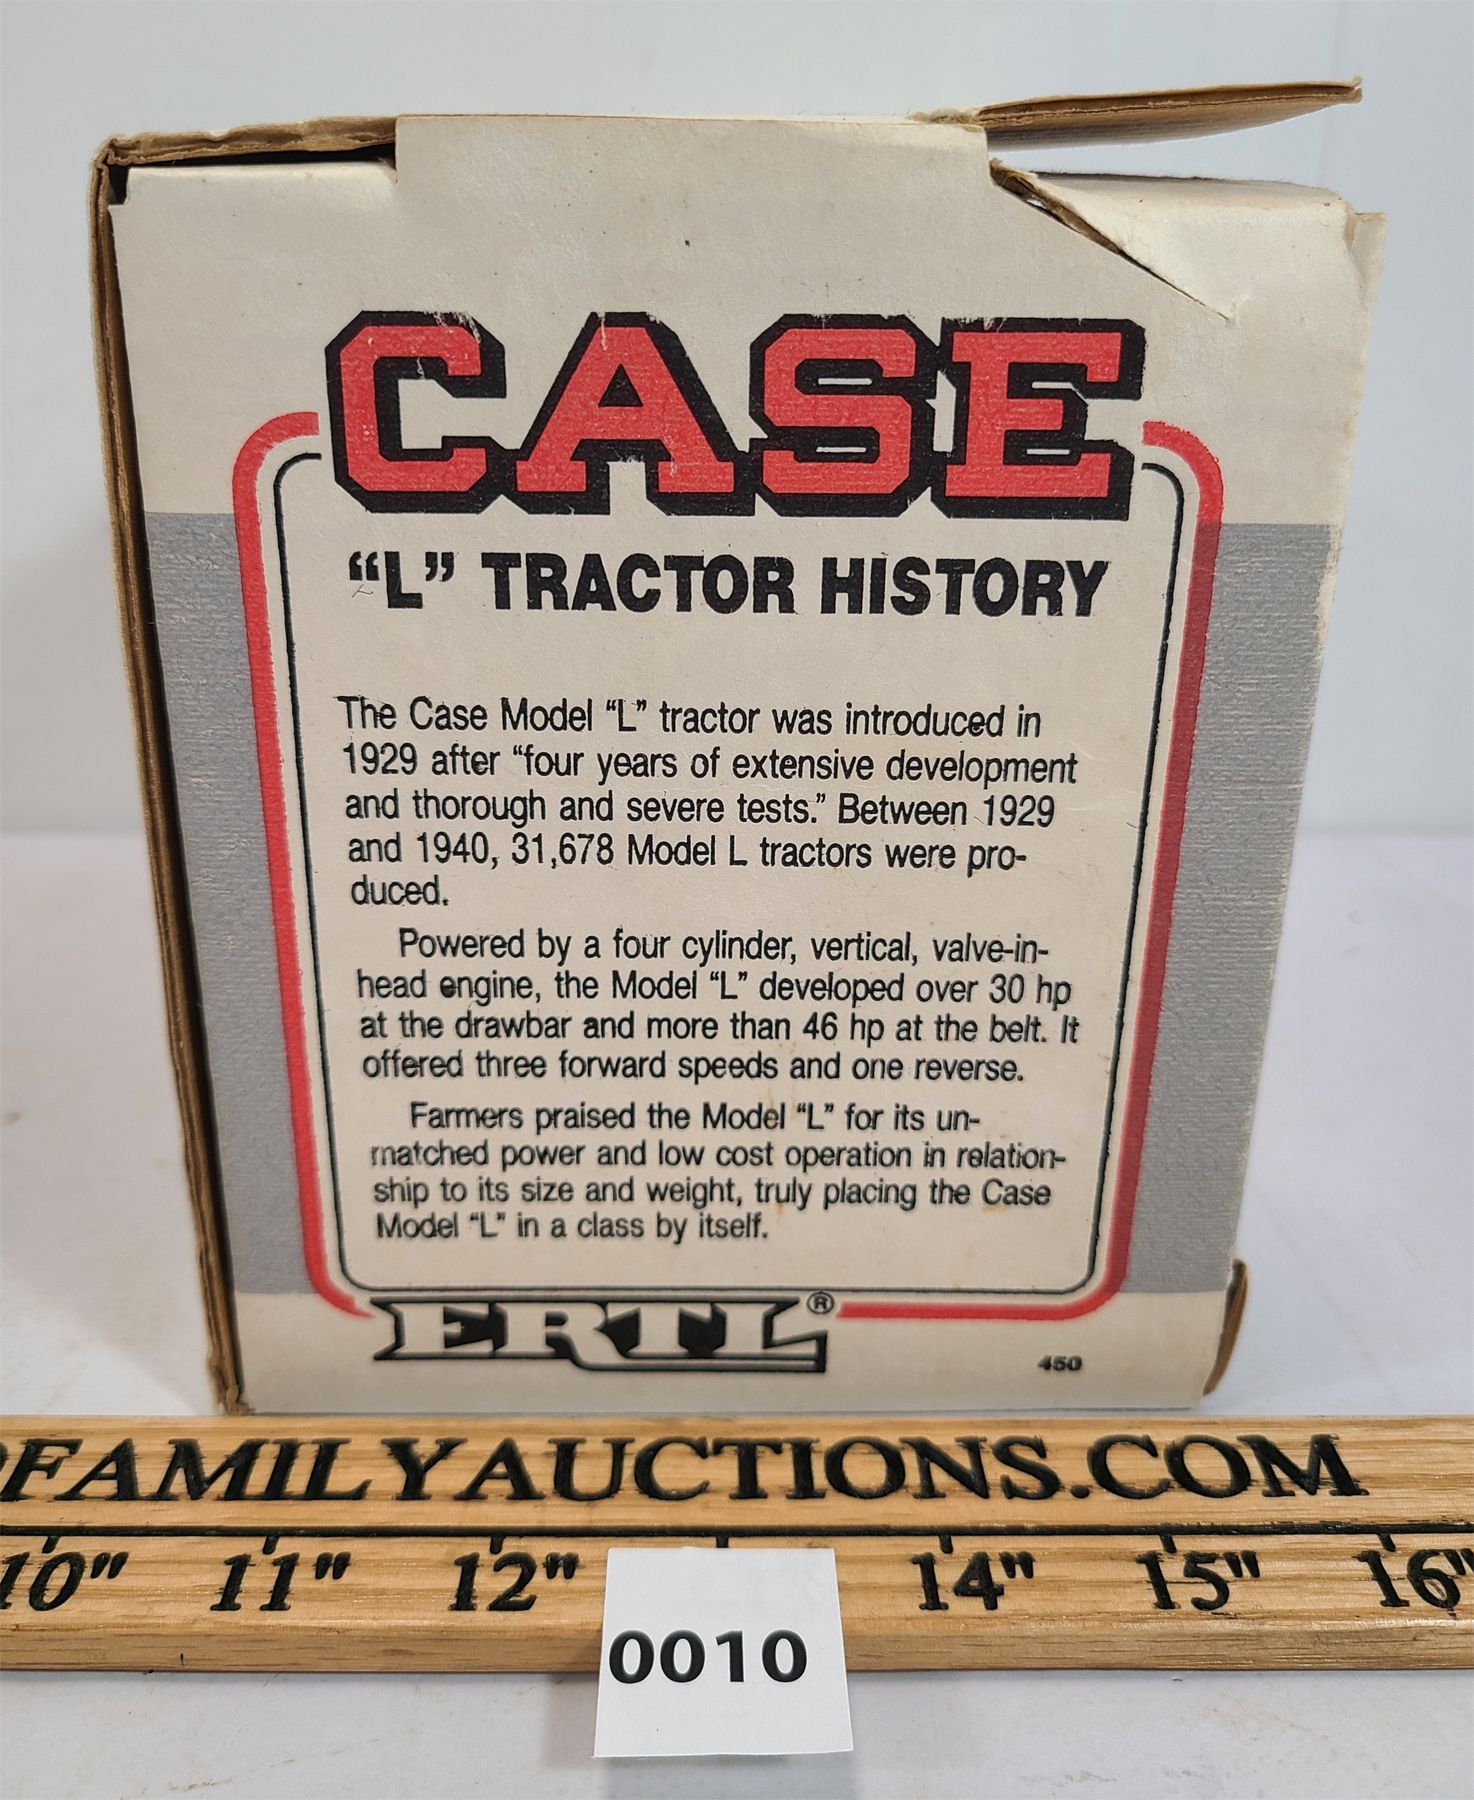 CASE
“L” TRACTOR HISTORY
The Case Model “L” tractor was introduced in
1929 after “four years of extensive development
and thorough and severe tests.” Between 1929
and 1940, 31,678 Model L tractors were pro-
duced.
Powered by a four cylinder, vertical, valve-in-
head engine, the Model “L” developed over 30 hp
at the drawbar and more than 46 hp at the belt. It
offered three forward speeds and one reverse.
Farmers praised the Model “L” for its un-
matched power and low cost operation in relation-
ship to its size and weight, truly placing the Case
Model “L” in a class by itself.
ERTL®
450
FAMILYAUCTIONS.COM
10" 11" 12" 14" 15" 16"
0010